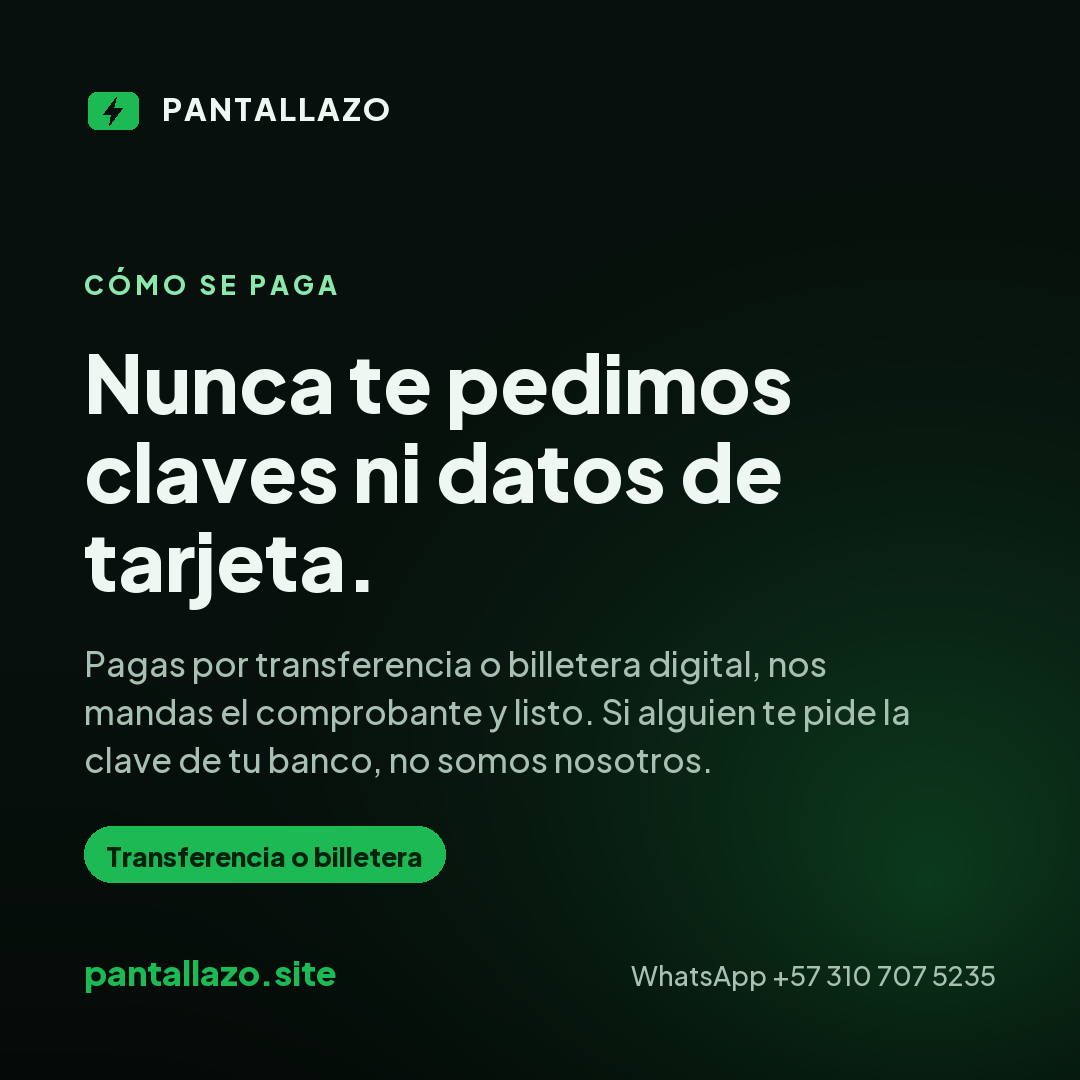 PANTALLAZO
CÓMO SE PAGA
Nunca te pedimos
claves ni datos de
tarjeta.
Pagas por transferencia o billetera digital, nos
mandas el comprobante y listo. Si alguien te pide la
clave de tu banco, no somos nosotros.
Transferencia o billetera
pantallazo.site
WhatsApp +57 310 707 5235